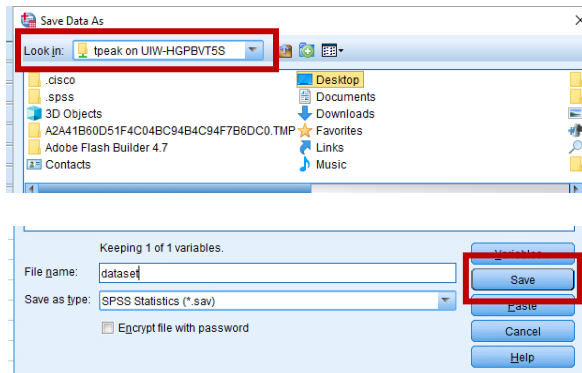 Save Data As
Look in: tpeak on UIW-HGPBVT5S
.cisco
Desktop
.spss
Documents
3D Objects
Downloads
A2A41B60D51F4C04BC94B4C94F7B6DC0.TMP
Favorites
Adobe Flash Builder 4.7
Links
Contacts
Music
Keeping 1 of 1 variables.
Variables...
File name: dataset
Save
Save as type: SPSS Statistics (*.sav)
Paste
Encrypt file with password
Cancel
Help